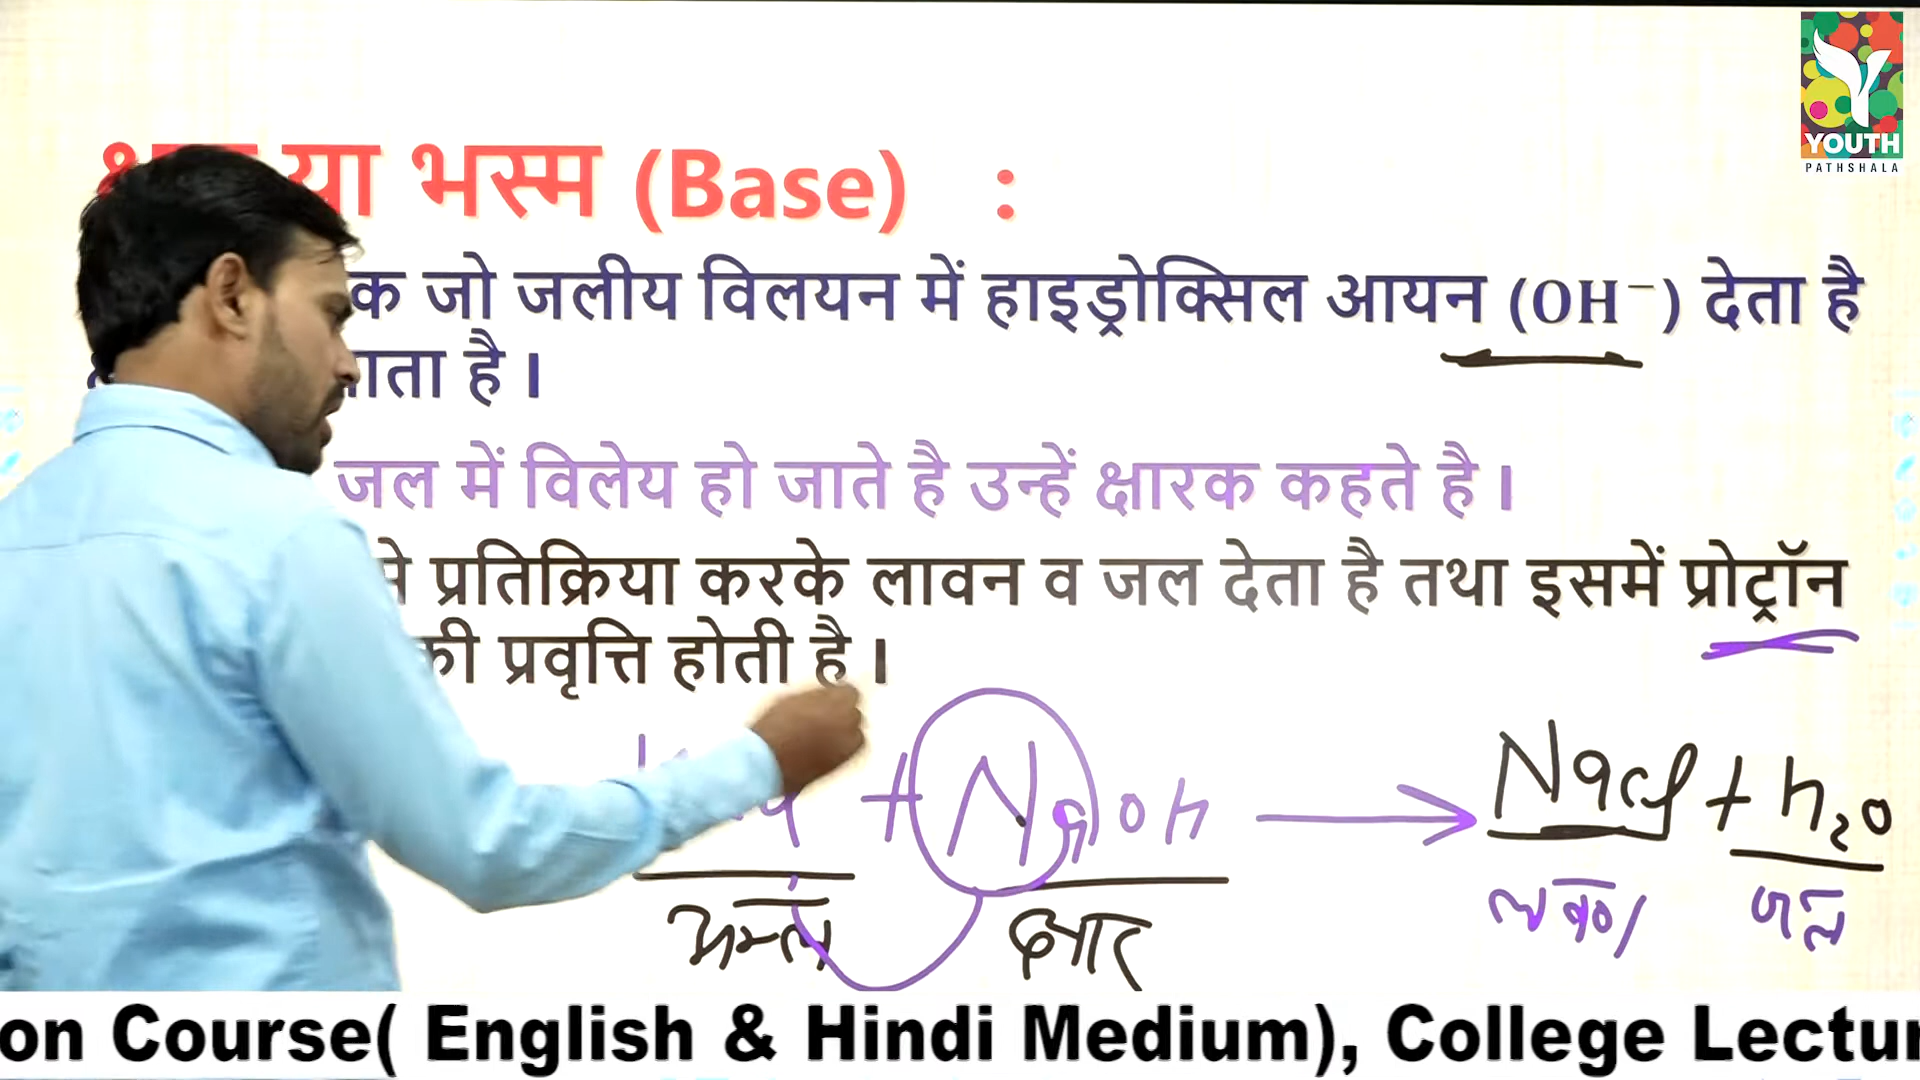 YOUTH
PATHSHALA
या भस्म (Base) :
क जो जलीय विलयन में हाइड्रोक्सिल आयन (OH⁻) देता है
ाता है ।
जल में विलेय हो जाते है उन्हें क्षारक कहते है ।
से प्रतिक्रिया करके लावन व जल देता है तथा इसमें प्रोट्रॉन
की प्रवृत्ति होती है ।
+ NaOH → NaCl + H₂O
अम्ल क्षार लवण जल
on Course( English & Hindi Medium), College Lectur